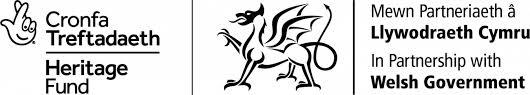 Cronfa
Treftadaeth
Heritage
Fund
Mewn Partneriaeth â
Llywodraeth Cymru
In Partnership with
Welsh Government